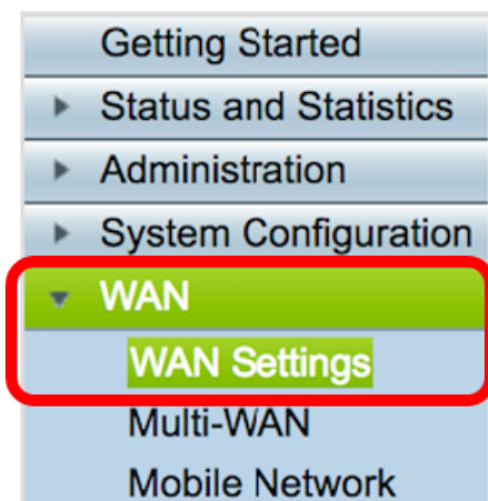 Getting Started
Status and Statistics
Administration
System Configuration
WAN
WAN Settings
Multi-WAN
Mobile Network